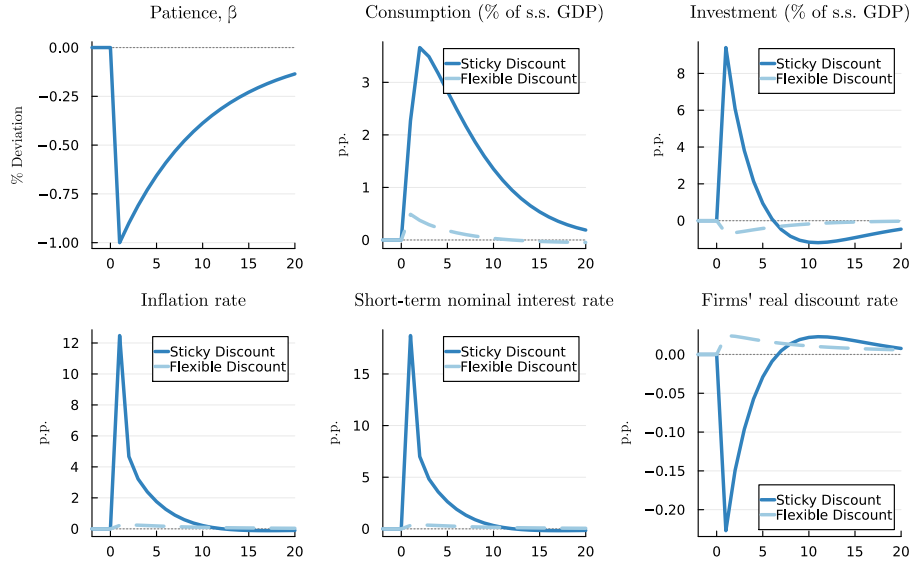 Patience, β
% Deviation
0.00
−0.25
−0.50
−0.75
−1.00
0 5 10 15 20
Consumption (% of s.s. GDP)
p.p.
3
2
1
0
Sticky Discount
Flexible Discount
0 5 10 15 20
Investment (% of s.s. GDP)
p.p.
8
6
4
2
0
Sticky Discount
Flexible Discount
0 5 10 15 20
Inflation rate
p.p.
12
10
8
6
4
2
0
Sticky Discount
Flexible Discount
0 5 10 15 20
Short-term nominal interest rate
p.p.
15
10
5
0
Sticky Discount
Flexible Discount
0 5 10 15 20
Firms' real discount rate
p.p.
0.00
−0.05
−0.10
−0.15
−0.20
Sticky Discount
Flexible Discount
0 5 10 15 20